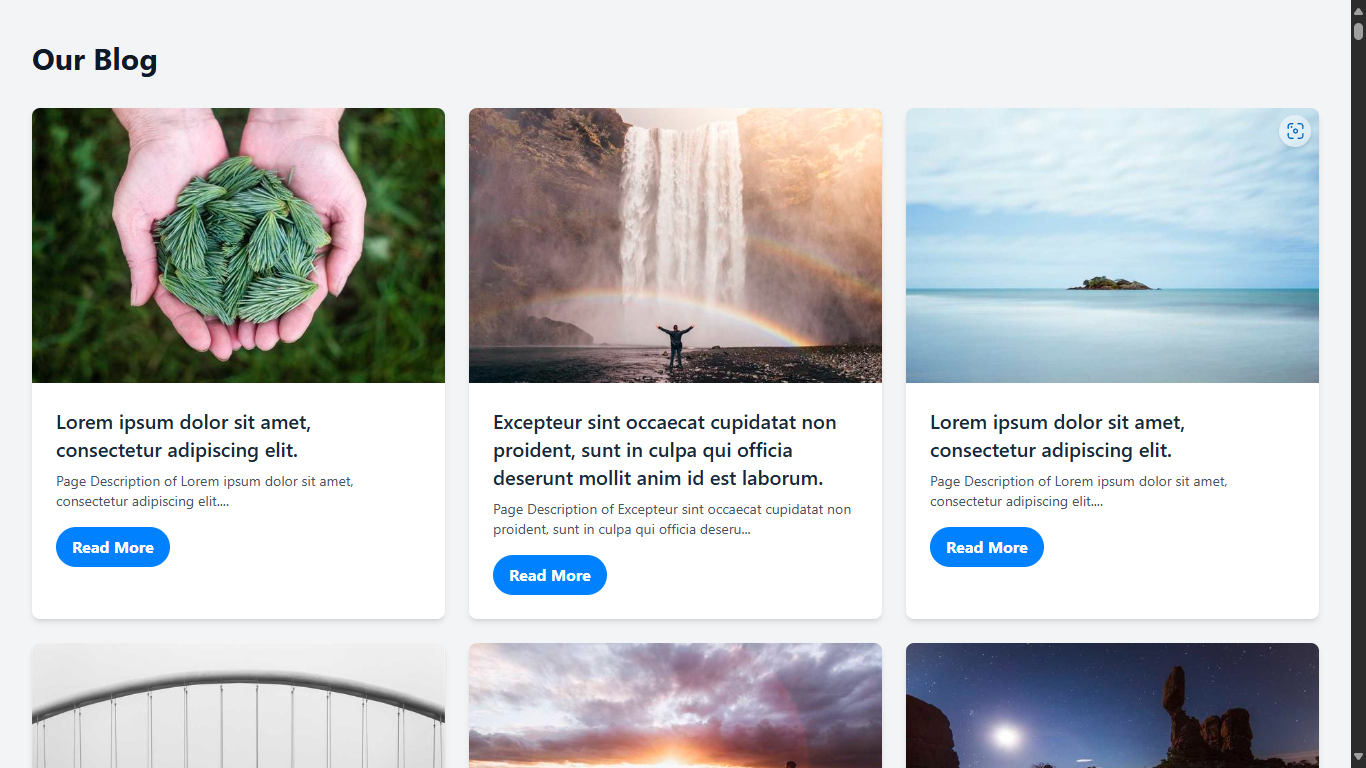 Our Blog
Lorem ipsum dolor sit amet,
consectetur adipiscing elit.
Page Description of Lorem ipsum dolor sit amet,
consectetur adipiscing elit....
Read More
Excepteur sint occaecat cupidatat non
proident, sunt in culpa qui officia
deserunt mollit anim id est laborum.
Page Description of Excepteur sint occaecat cupidatat non
proident, sunt in culpa qui officia deseru...
Read More
Lorem ipsum dolor sit amet,
consectetur adipiscing elit.
Page Description of Lorem ipsum dolor sit amet,
consectetur adipiscing elit....
Read More